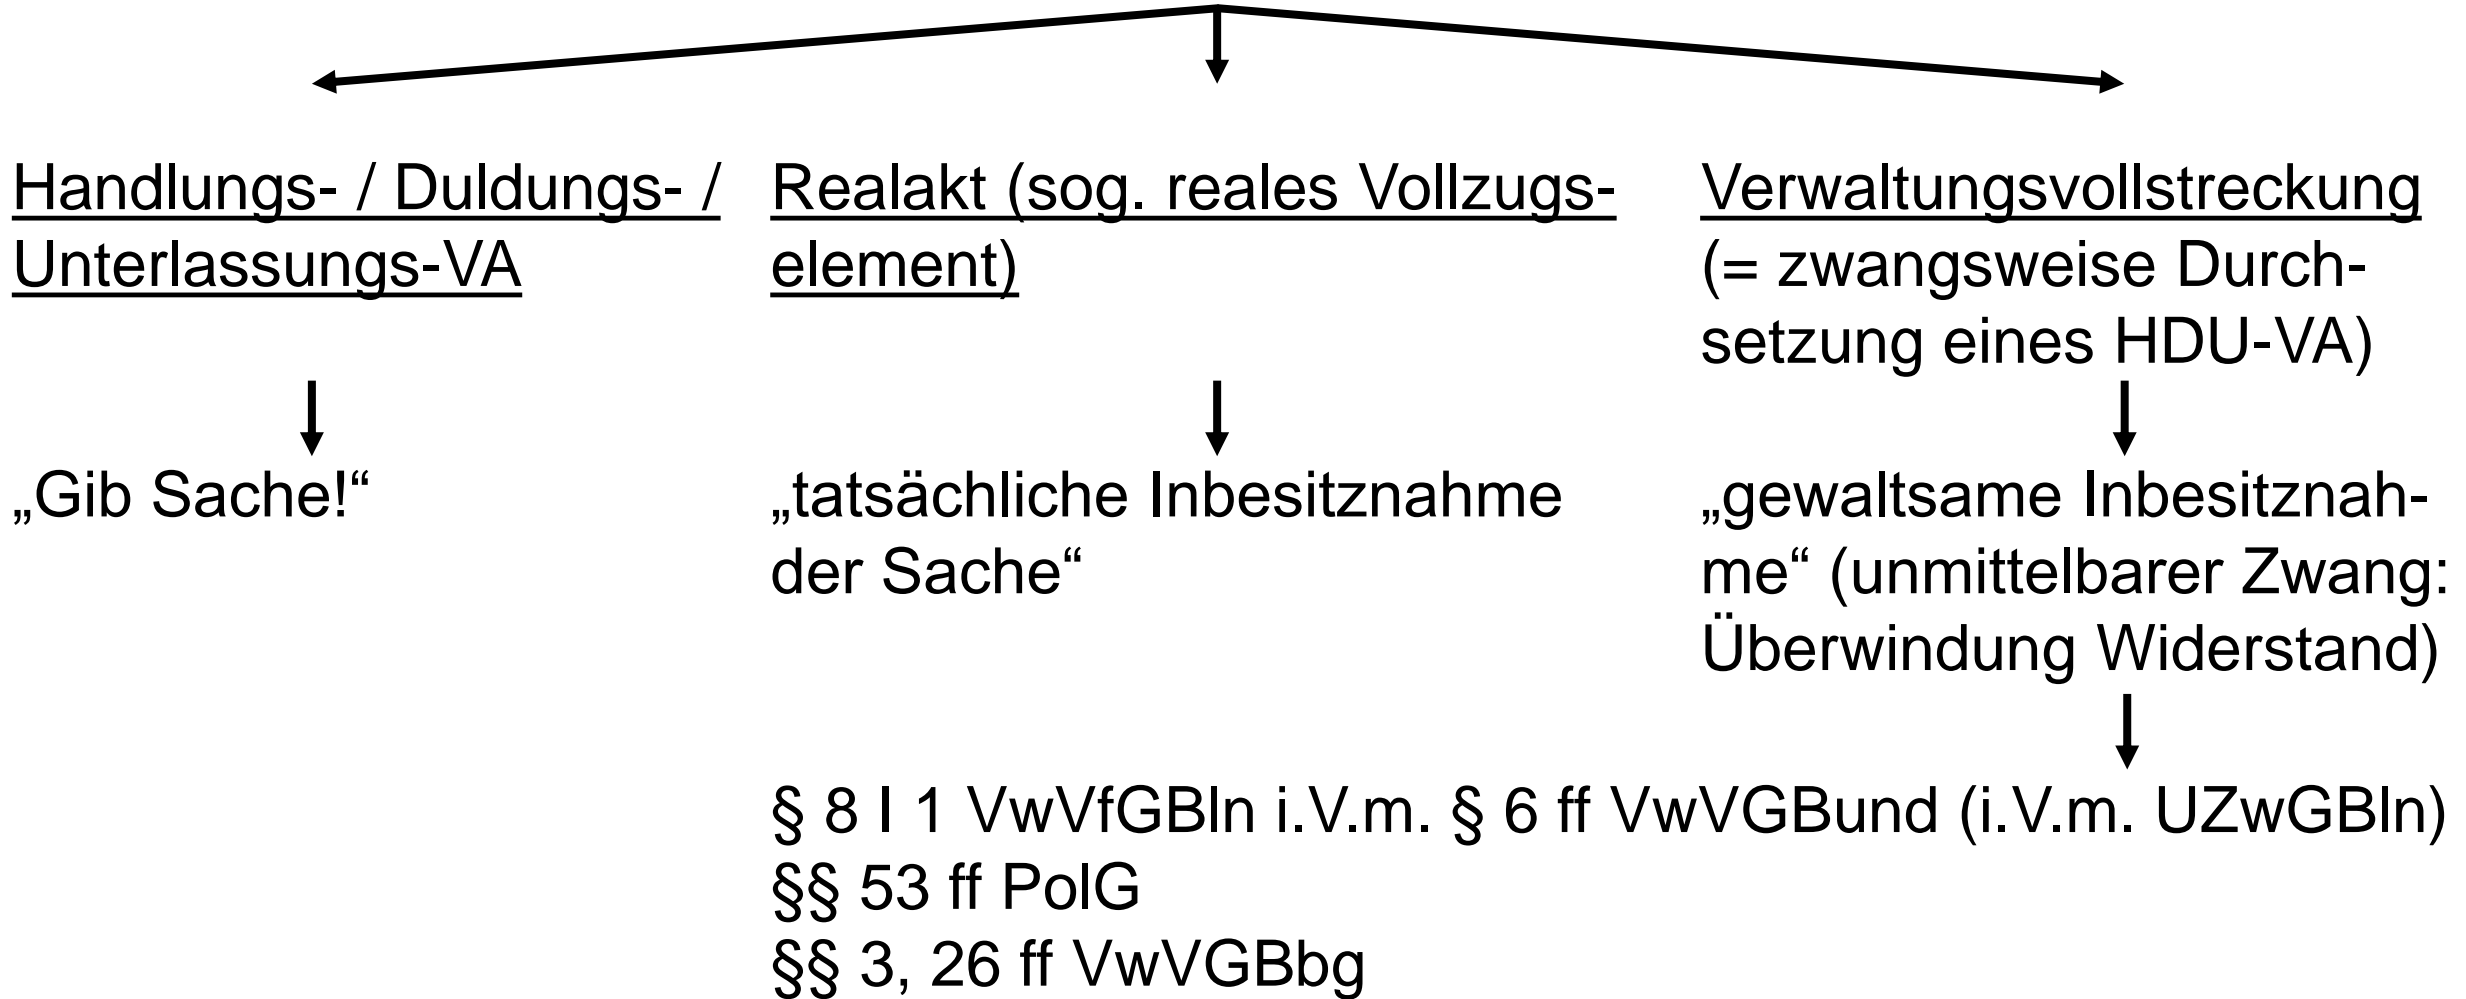 Handlungs- / Duldungs- /
Unterlassungs-VA
Realakt (sog. reales Vollzugs-
element)
Verwaltungsvollstreckung
(= zwangsweise Durch-
setzung eines HDU-VA)
„Gib Sache!“
„tatsächliche Inbesitznahme
der Sache“
„gewaltsame Inbesitznah-
me“ (unmittelbarer Zwang:
Überwindung Widerstand)
§ 8 I 1 VwVfGBln i.V.m. § 6 ff VwVGBund (i.V.m. UZwGBln)
§§ 53 ff PolG
§§ 3, 26 ff VwVGBbg